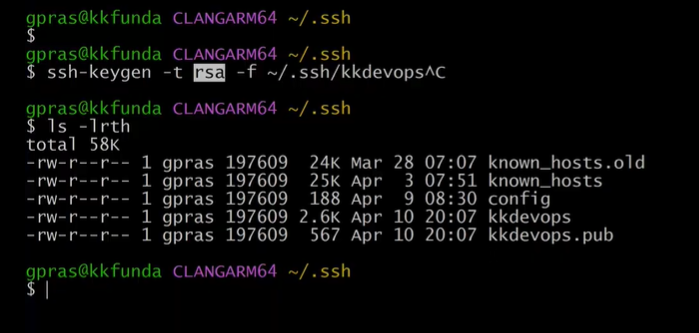 gpras@kkfunda CLANGARM64 ~/.ssh
$
gpras@kkfunda CLANGARM64 ~/.ssh
$ ssh-keygen -t rsa -f ~/.ssh/kkdevops^C
gpras@kkfunda CLANGARM64 ~/.ssh
$ ls -lrth
total 58K
-rw-r--r-- 1 gpras 197609  24K Mar 28 07:07 known_hosts.old
-rw-r--r-- 1 gpras 197609  25K Apr  3 07:51 known_hosts
-rw-r--r-- 1 gpras 197609  188 Apr  9 08:30 config
-rw-r--r-- 1 gpras 197609 2.6K Apr 10 20:07 kkdevops
-rw-r--r-- 1 gpras 197609  567 Apr 10 20:07 kkdevops.pub
gpras@kkfunda CLANGARM64 ~/.ssh
$